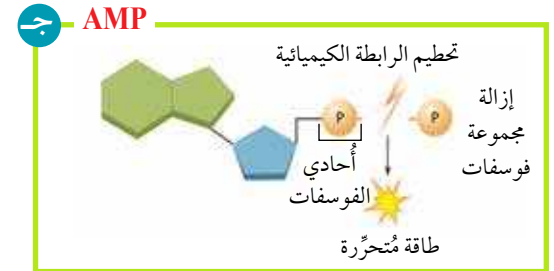 جـ AMP
تحطيم الرابطة الكيميائية
إزالة
مجموعة
فوسفات
P
P
أُحادي
الفوسفات
طاقة مُتحرِّرة